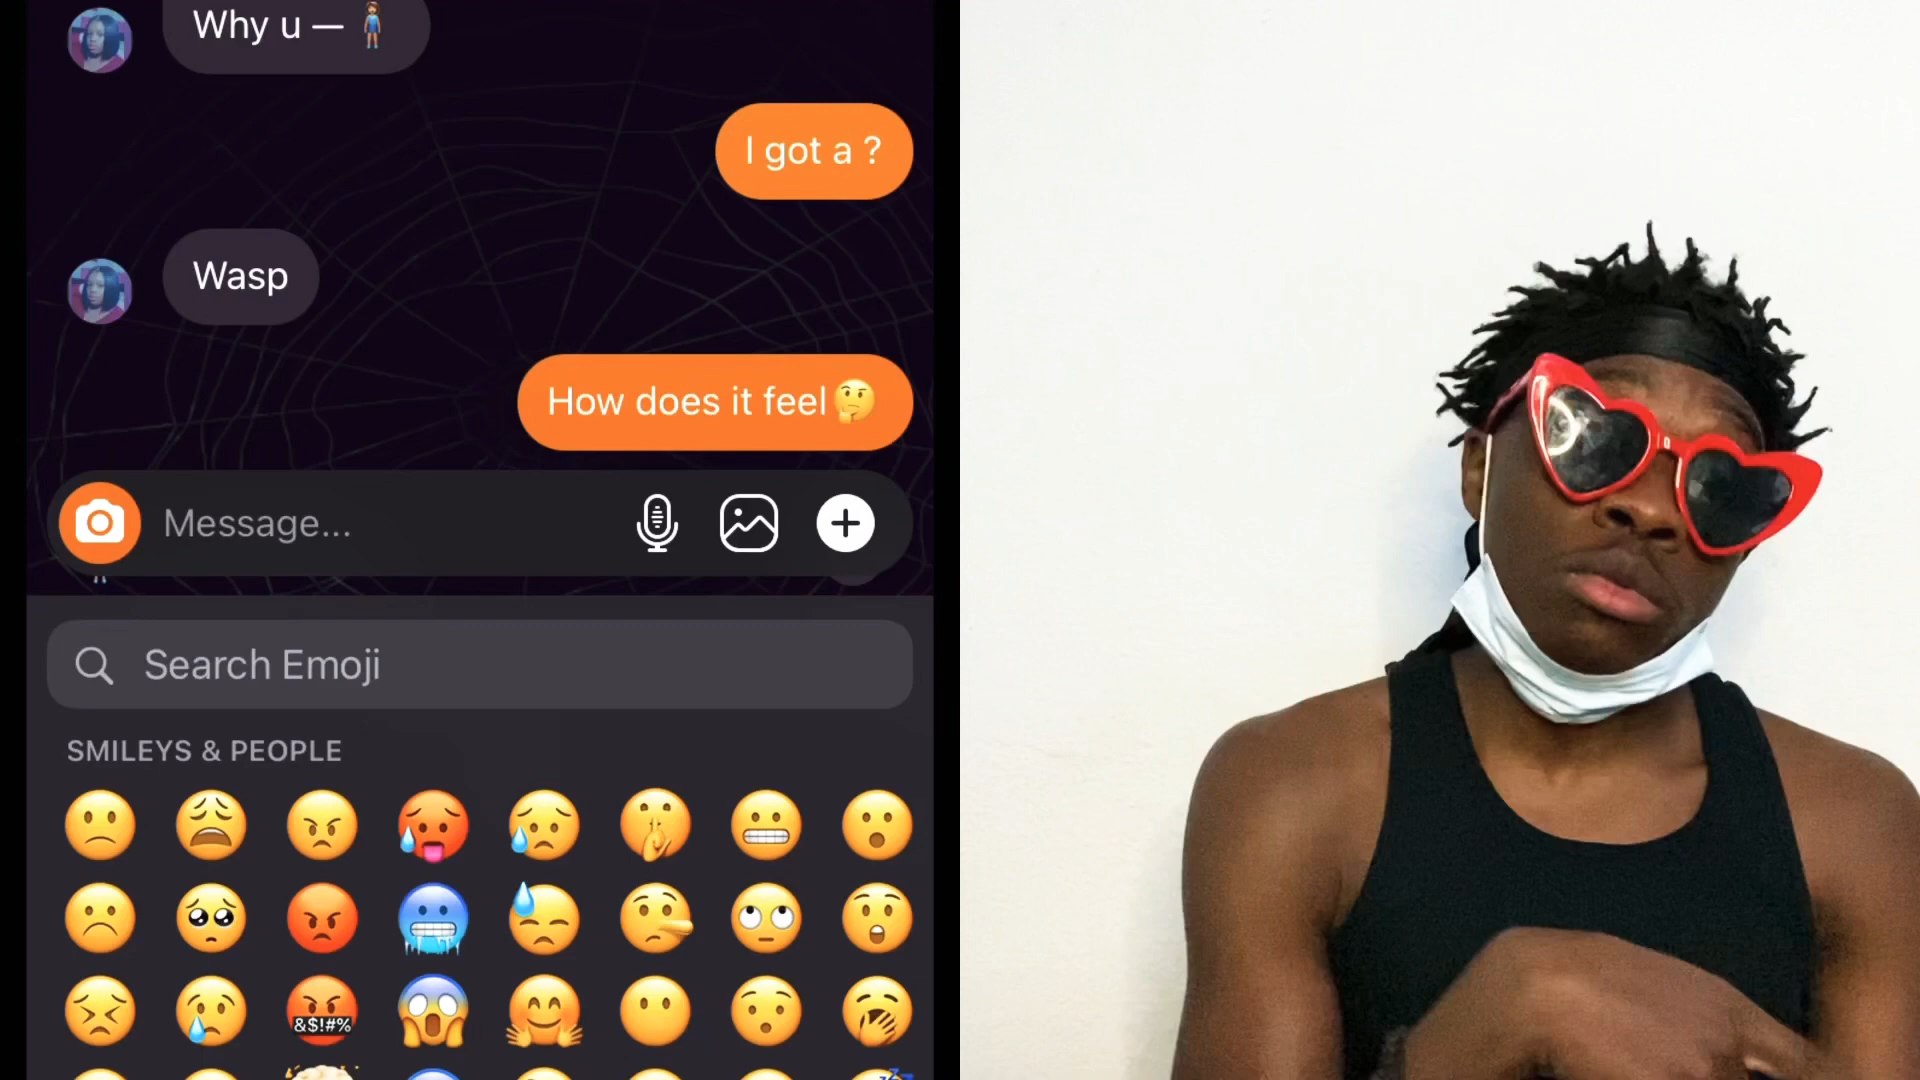 Why u — 🧍‍♀️
I got a ?
Wasp
How does it feel🤔
Message...
Search Emoji
SMILEYS & PEOPLE
&$!#%